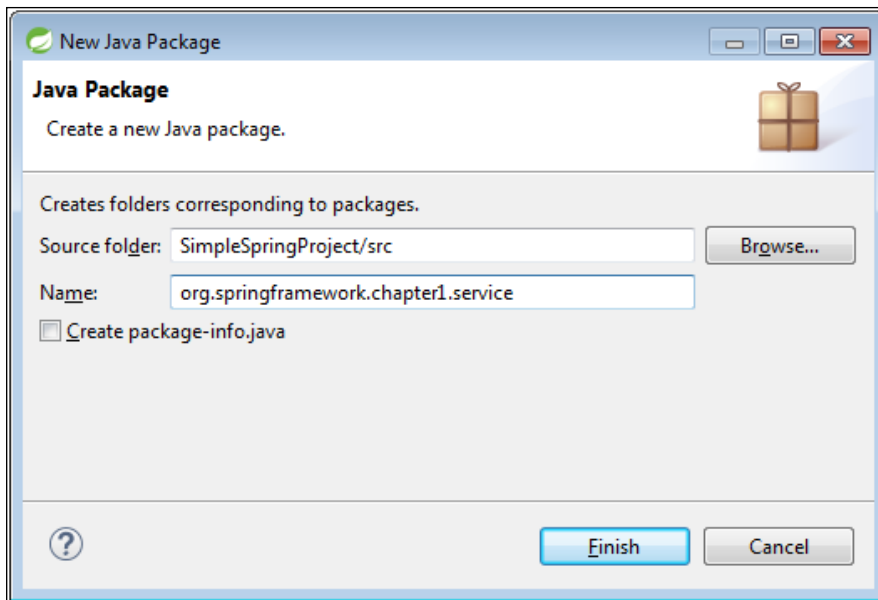 New Java Package
Java Package
Create a new Java package.
Creates folders corresponding to packages.
Source folder: SimpleSpringProject/src Browse...
Name: org.springframework.chapter1.service
Create package-info.java
? Finish Cancel